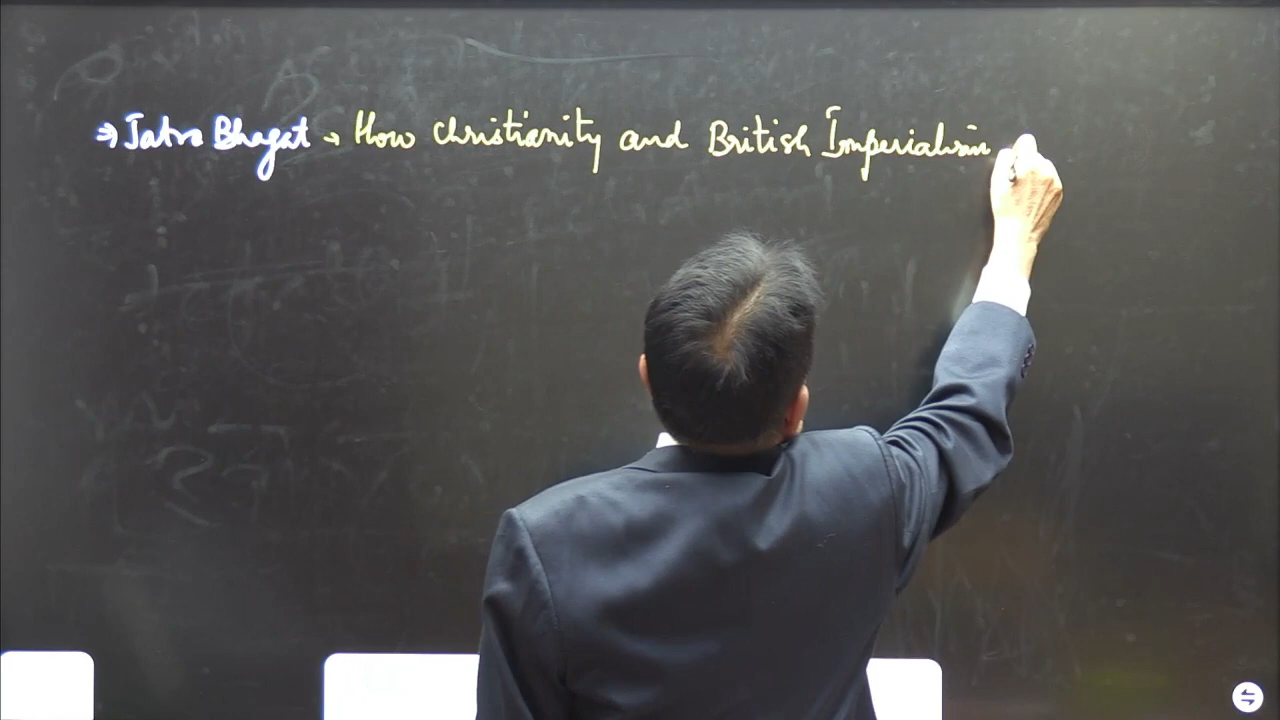 ⇒ Jatra Bhagat → How Christianity and British Imperialism